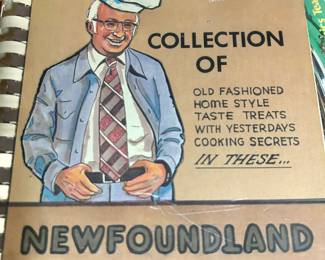 COLLECTION
OF
OLD FASHIONED
HOME STYLE
TASTE TREATS
WITH YESTERDAYS
COOKING SECRETS
IN THESE...
NEWFOUNDLAND